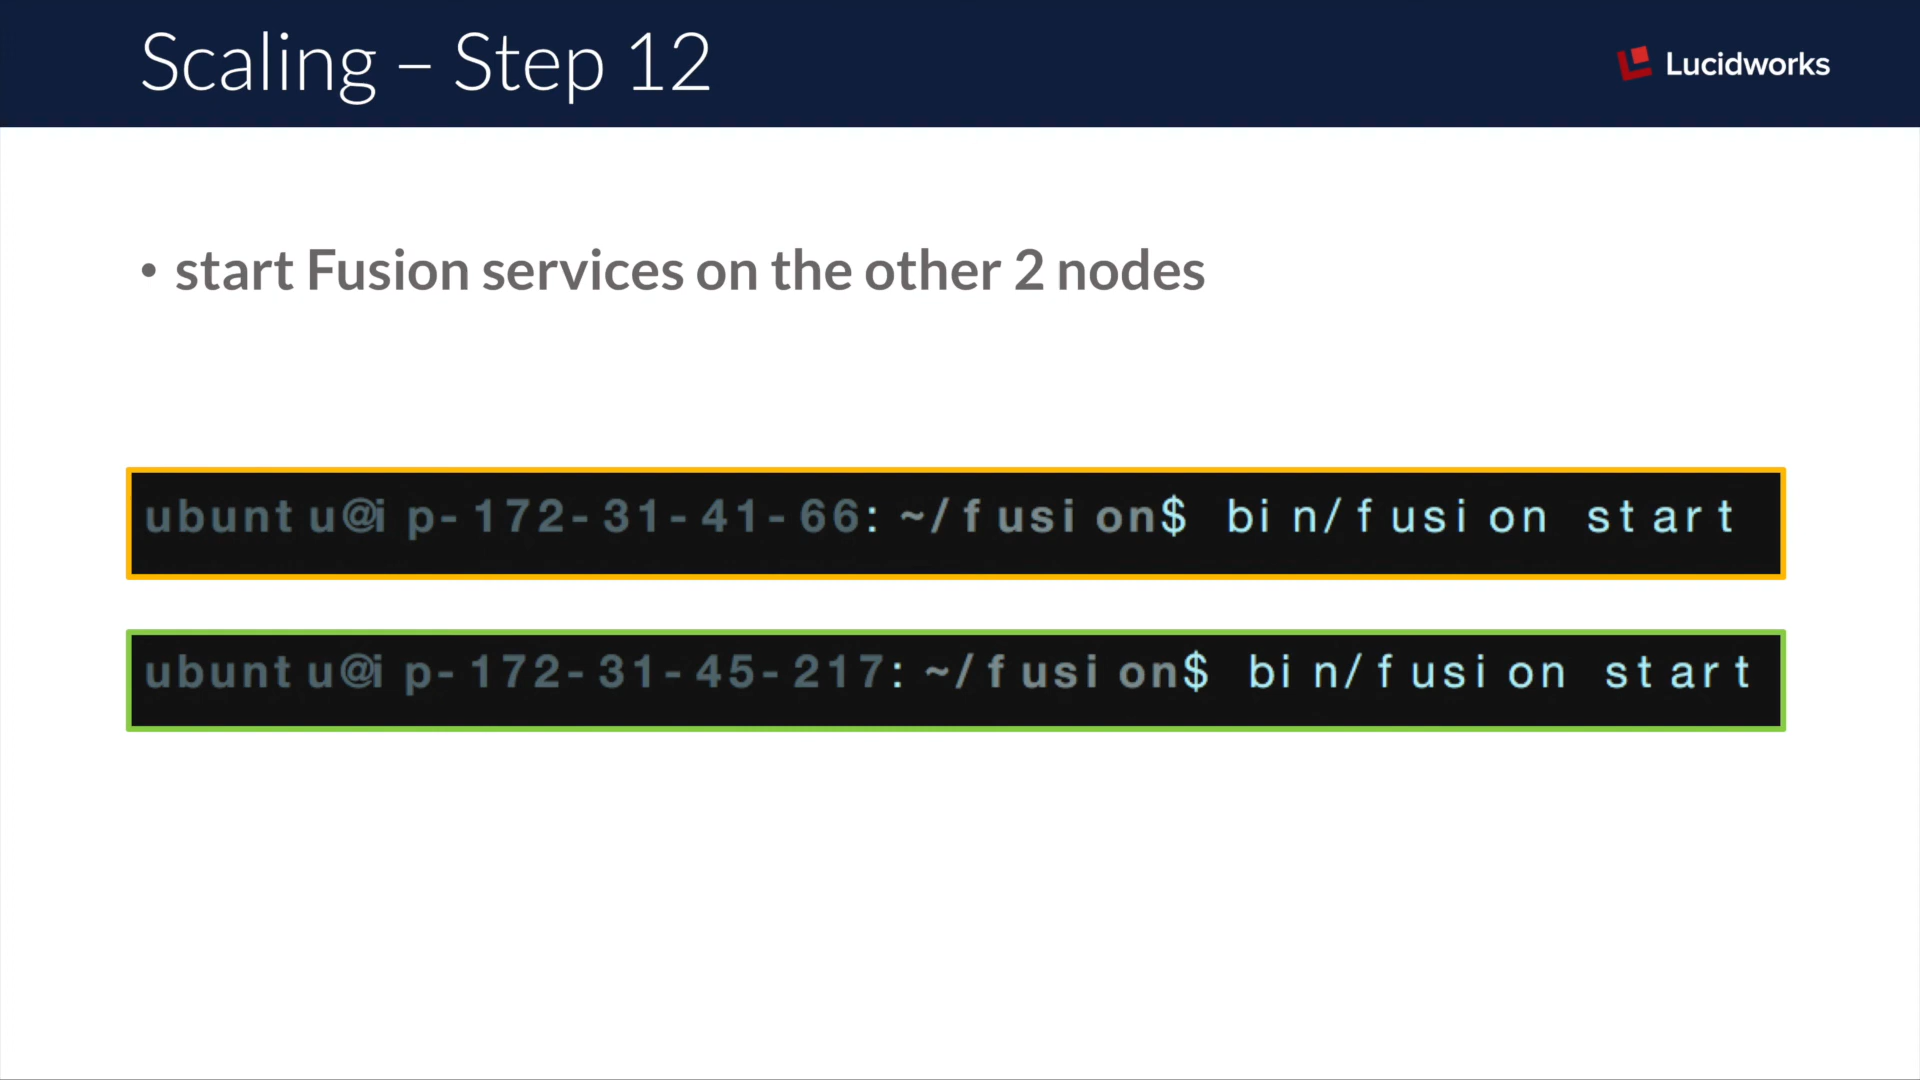 Scaling – Step 12
Lucidworks
• start Fusion services on the other 2 nodes
ubuntu@ip-172-31-41-66:~/fusion$ bin/fusion start
ubuntu@ip-172-31-45-217:~/fusion$ bin/fusion start